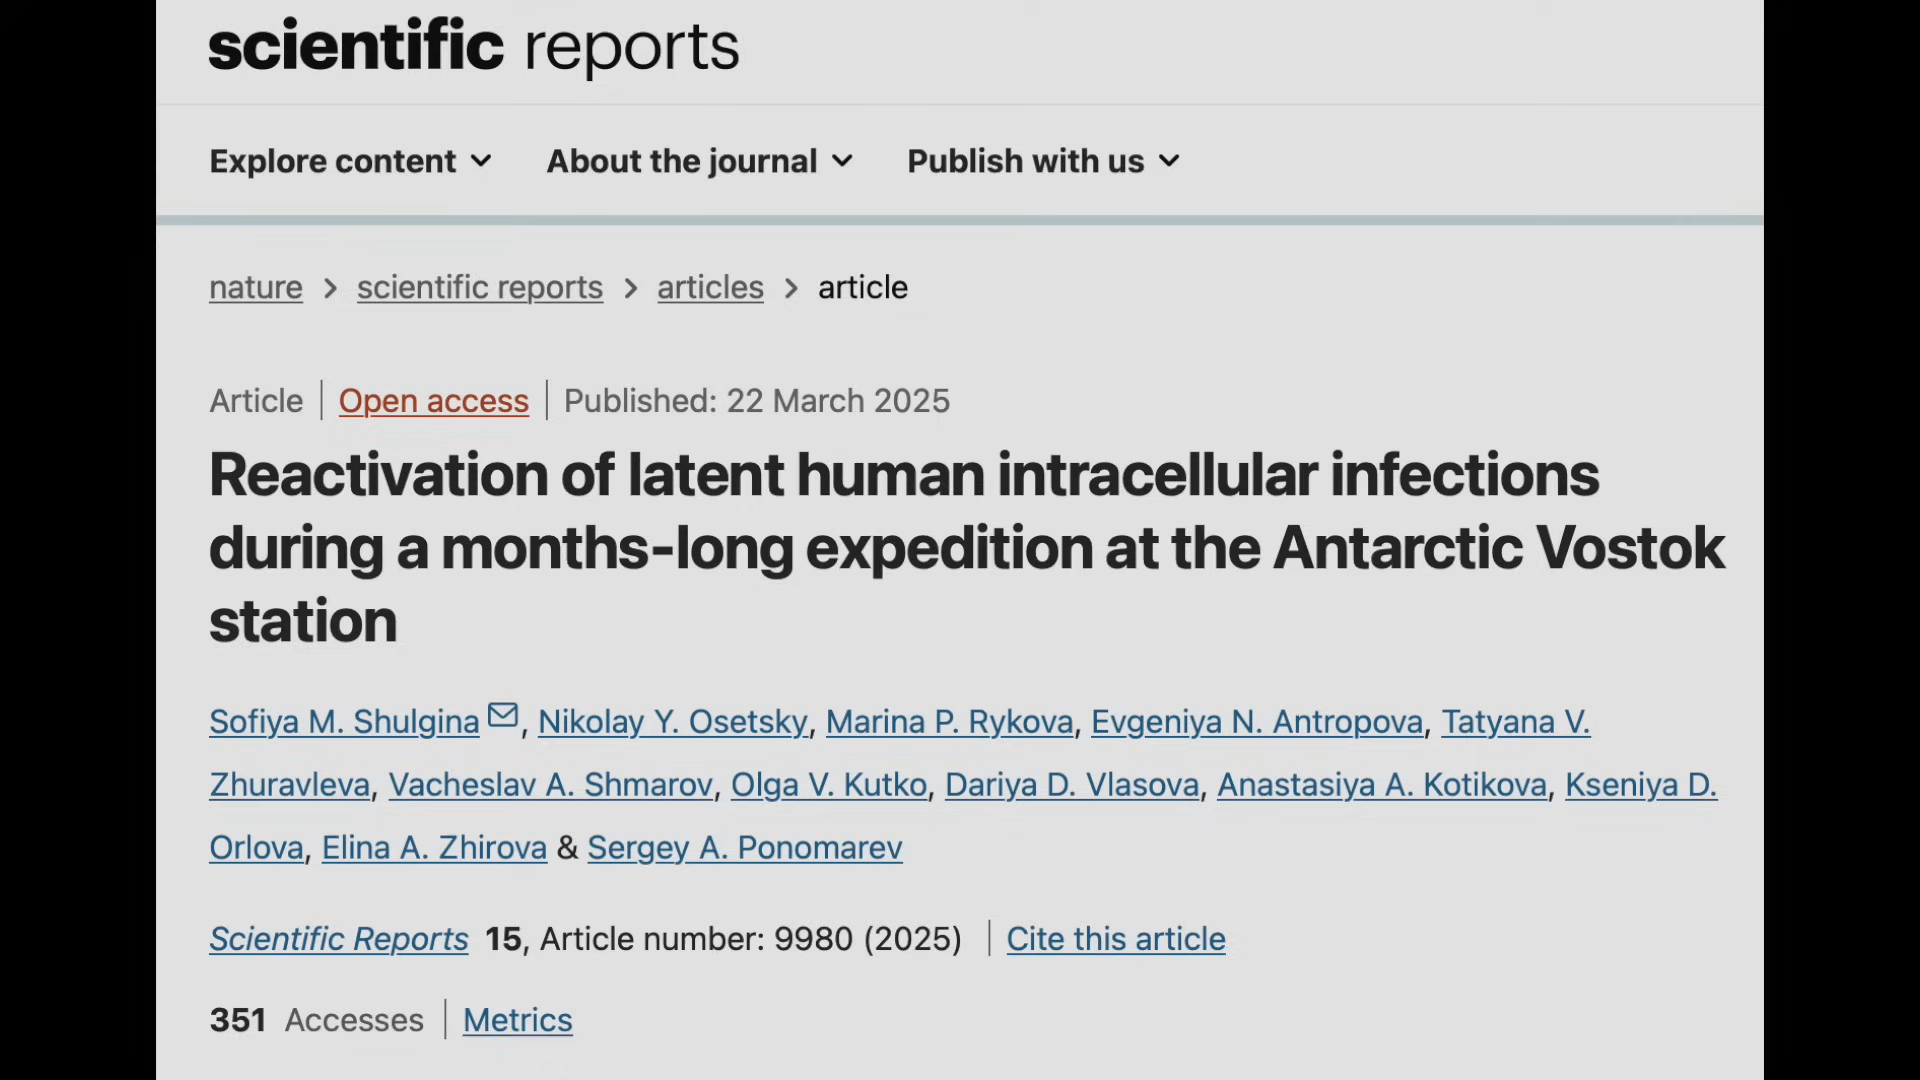 scientific reports
Explore content About the journal Publish with us
nature > scientific reports > articles > article
Article | Open access | Published: 22 March 2025
Reactivation of latent human intracellular infections
during a months-long expedition at the Antarctic Vostok
station
Sofiya M. Shulgina, Nikolay Y. Osetsky, Marina P. Rykova, Evgeniya N. Antropova, Tatyana V.
Zhuravleva, Vacheslav A. Shmarov, Olga V. Kutko, Dariya D. Vlasova, Anastasiya A. Kotikova, Kseniya D.
Orlova, Elina A. Zhirova & Sergey A. Ponomarev
Scientific Reports 15, Article number: 9980 (2025) | Cite this article
351 Accesses | Metrics